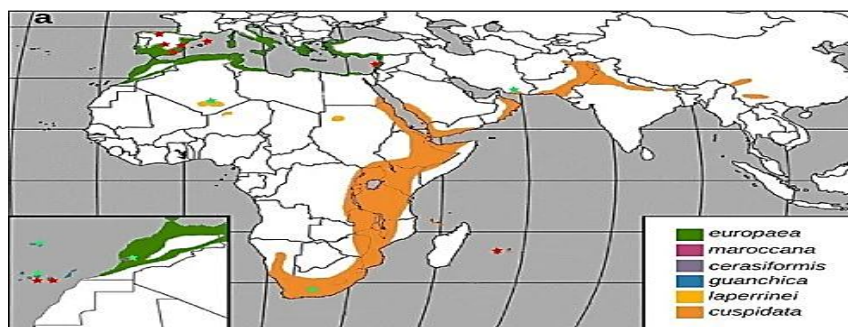 a
europaea
maroccana
cerasiformis
guanchica
laperrinei
cuspidata